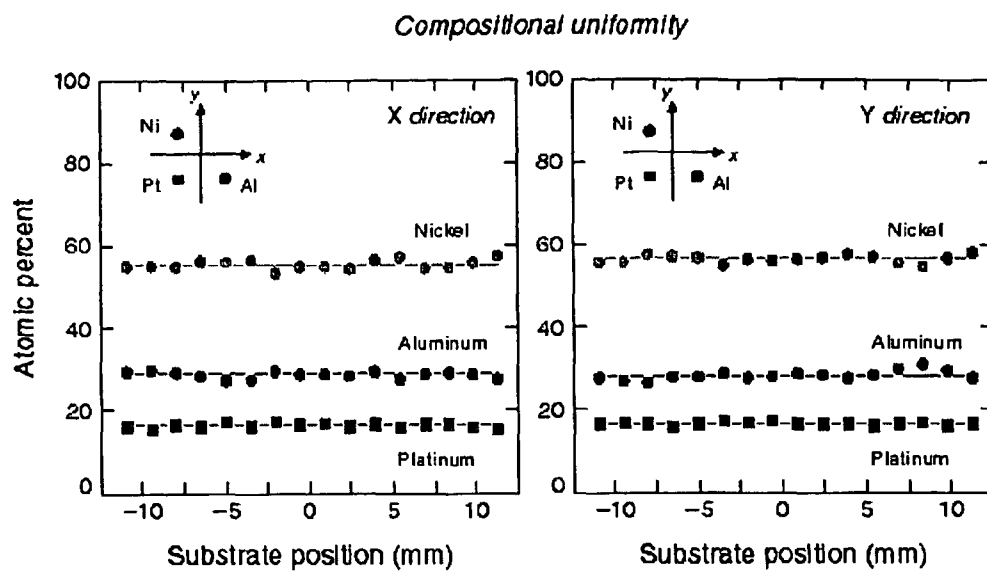 Compositional uniformity
Atomic percent
100
80
60
40
20
0
X direction
y
x
Ni
Pt
Al
Nickel
Aluminum
Platinum
−10
−5
0
5
10
Substrate position (mm)
100
80
60
40
20
0
Y direction
y
x
Ni
Pt
Al
Nickel
Aluminum
Platinum
−10
−5
0
5
10
Substrate position (mm)